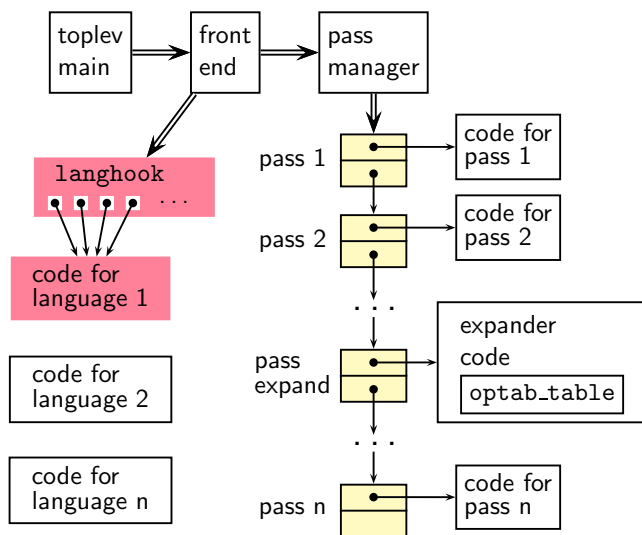 toplev
main
front
end
pass
manager
pass 1
code for
pass 1
langhook
. . .
pass 2
code for
pass 2
code for
language 1
. . .
pass
expand
expander
code
optab_table
code for
language 2
. . .
code for
language n
pass n
code for
pass n